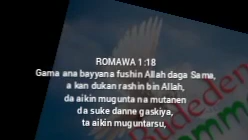 ROMAWA 1:18
Gama ana bayyana fushin Allah daga Sama,
a kan dukan rashin bin Allah,
da aikin mugunta na mutanen
da suke danne gaskiya,
ta aikin muguntarsu,